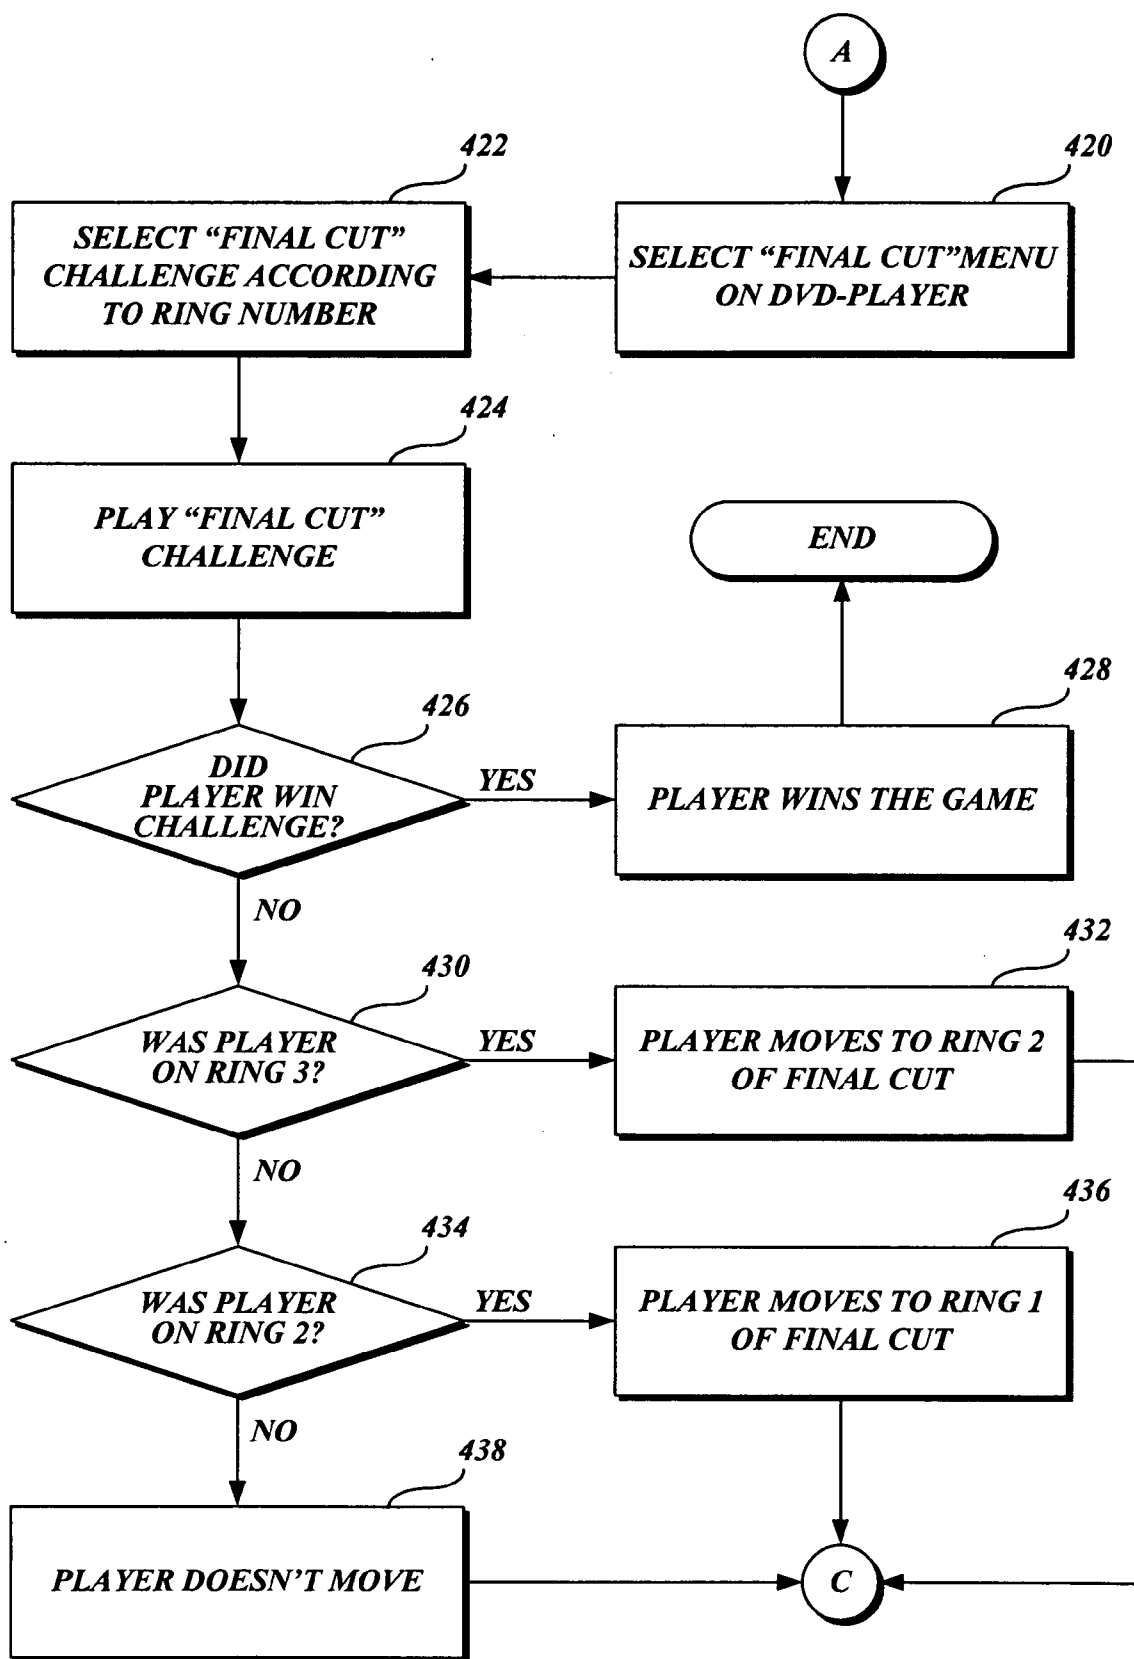 A
420
SELECT “FINAL CUT”MENU
ON DVD-PLAYER
422
SELECT “FINAL CUT”
CHALLENGE ACCORDING
TO RING NUMBER
424
PLAY “FINAL CUT”
CHALLENGE
426
DID
PLAYER WIN
CHALLENGE?
YES
428
PLAYER WINS THE GAME
END
NO
430
WAS PLAYER
ON RING 3?
YES
432
PLAYER MOVES TO RING 2
OF FINAL CUT
NO
434
WAS PLAYER
ON RING 2?
YES
436
PLAYER MOVES TO RING 1
OF FINAL CUT
NO
438
PLAYER DOESN'T MOVE
C